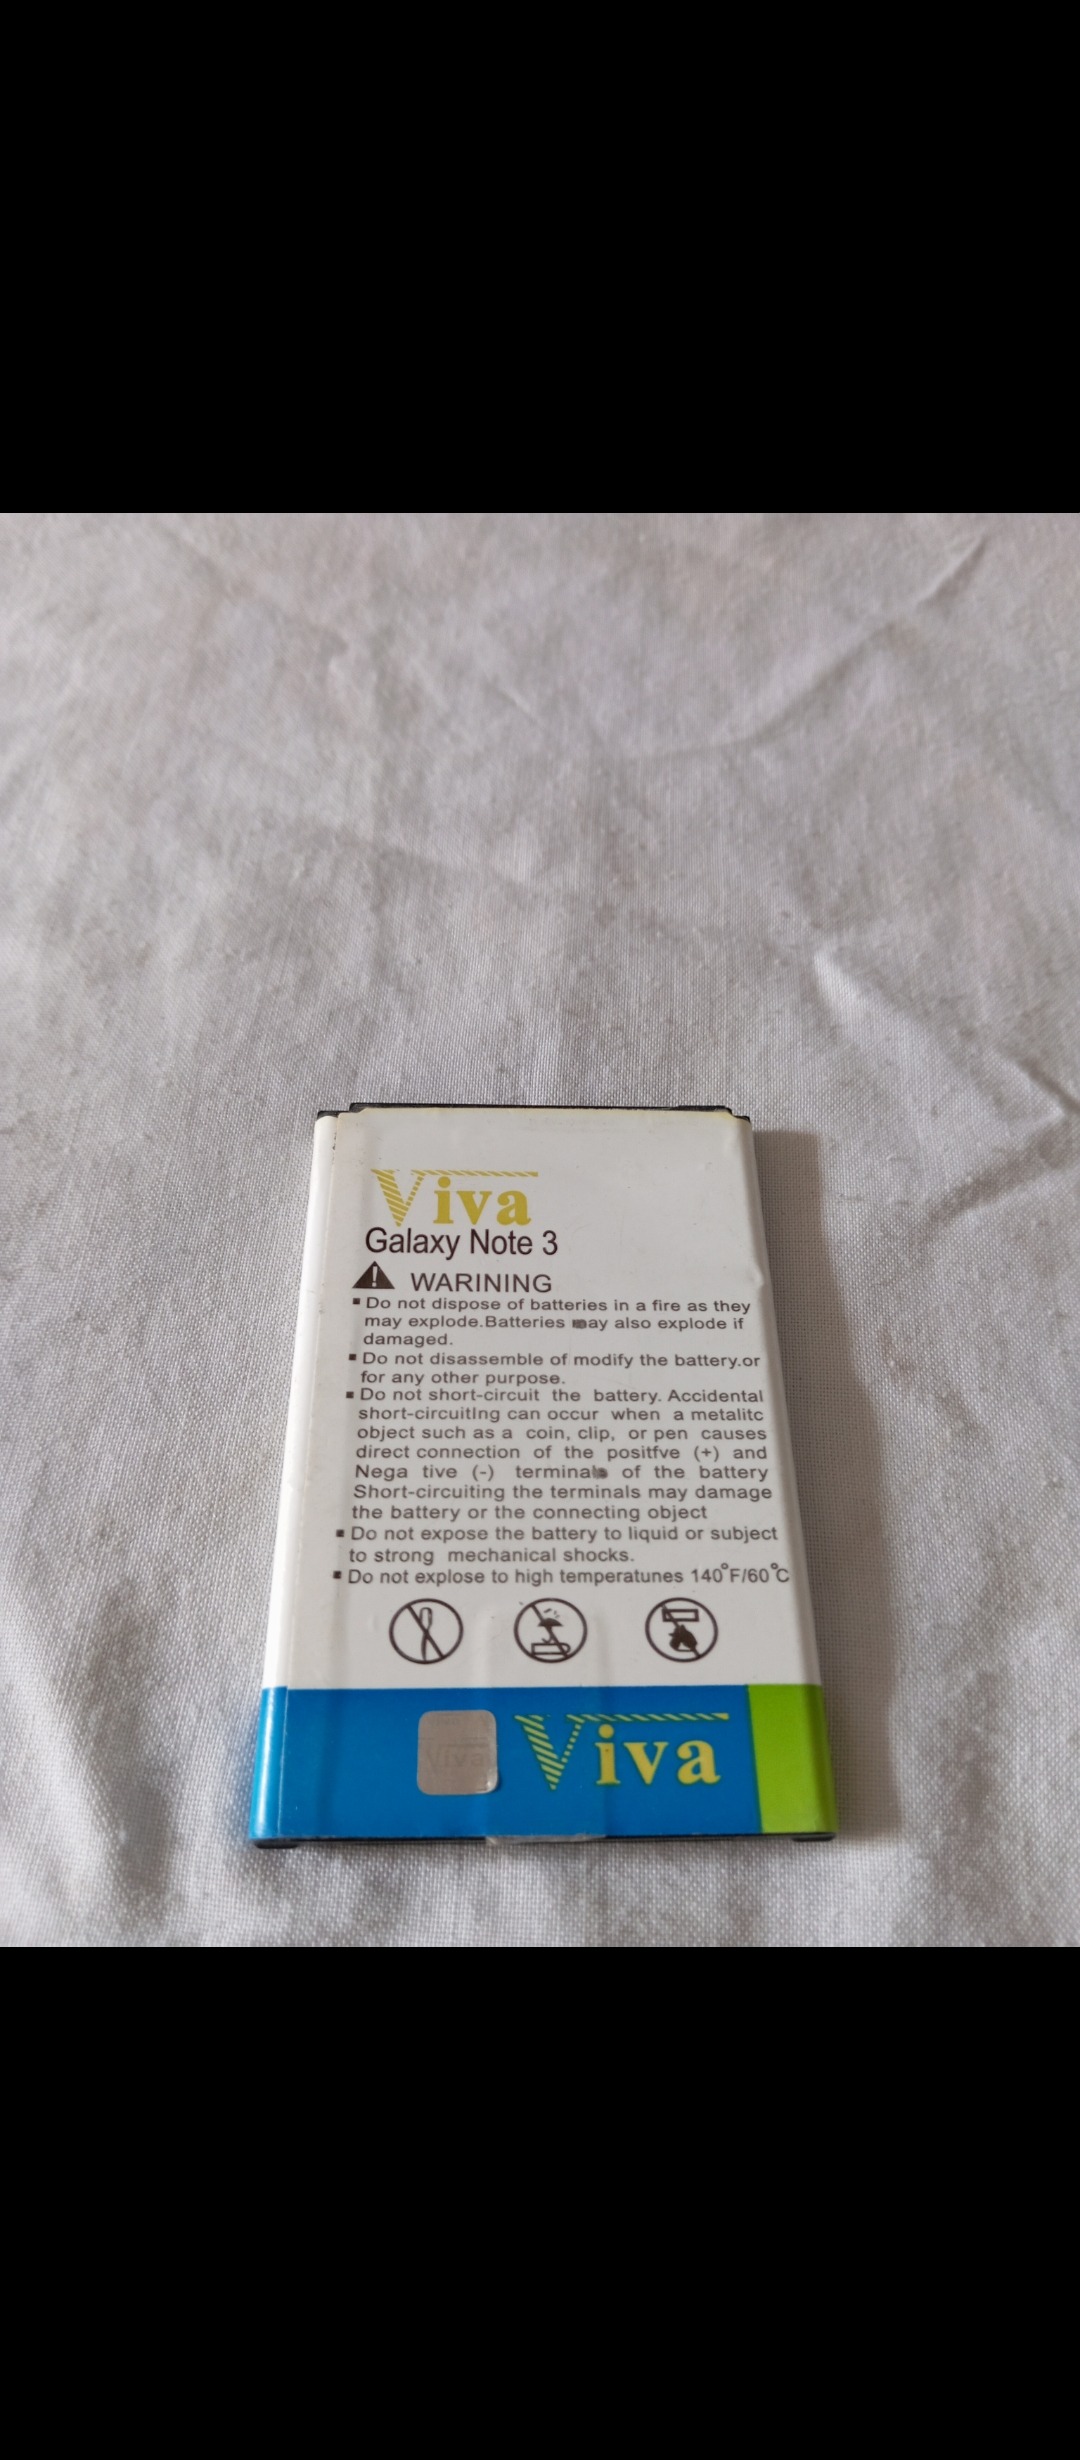 Viva
Galaxy Note 3
WARINING
▪ Do not dispose of batteries in a fire as they
may explode.Batteries may also explode if
damaged.
▪ Do not disassemble of modify the battery.or
for any other purpose.
▪ Do not short-circuit the battery. Accidental
short-circuitIng can occur when a metalitc
object such as a coin, clip, or pen causes
direct connection of the positfve (+) and
Nega tive (-) terminals of the battery
Short-circuiting the terminals may damage
the battery or the connecting object
▪ Do not expose the battery to liquid or subject
to strong mechanical shocks.
▪ Do not explose to high temperatunes 140°F/60°C
Viva